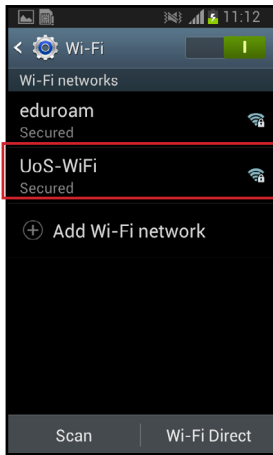 11:12
Wi-Fi
Wi-Fi networks
eduroam
Secured
UoS-WiFi
Secured
Add Wi-Fi network
Scan
Wi-Fi Direct